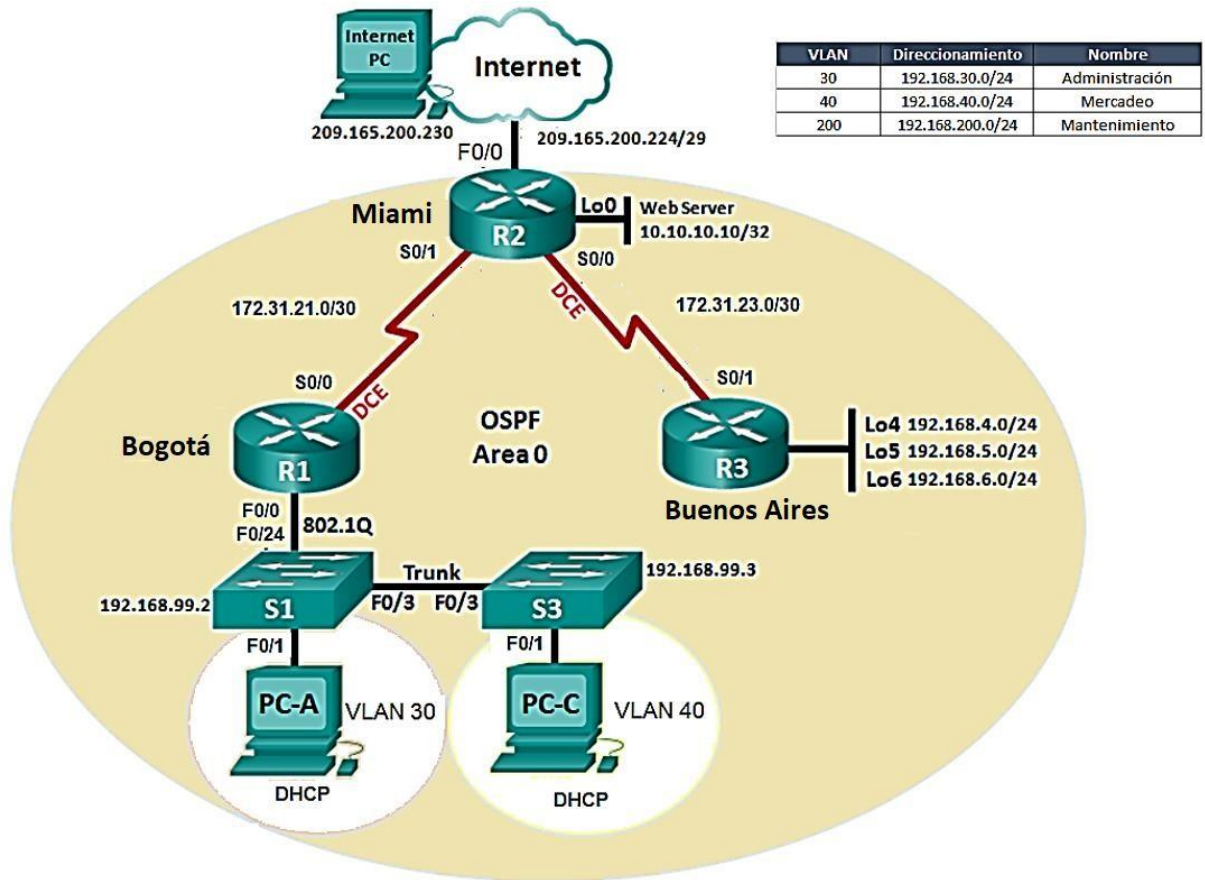 Internet
PC
Internet
209.165.200.230
209.165.200.224/29
F0/0
VLAN Direccionamiento Nombre
30 192.168.30.0/24 Administración
40 192.168.40.0/24 Mercadeo
200 192.168.200.0/24 Mantenimiento
Miami
R2
Lo0
Web Server
10.10.10.10/32
S0/1
S0/0
DCE
172.31.21.0/30
172.31.23.0/30
S0/0
DCE
S0/1
Bogotá
R1
OSPF
Area 0
R3
Buenos Aires
Lo4 192.168.4.0/24
Lo5 192.168.5.0/24
Lo6 192.168.6.0/24
F0/0
F0/24
802.1Q
192.168.99.2
S1
Trunk
F0/3 F0/3
S3
192.168.99.3
F0/1
F0/1
PC-A
VLAN 30
PC-C
VLAN 40
DHCP
DHCP